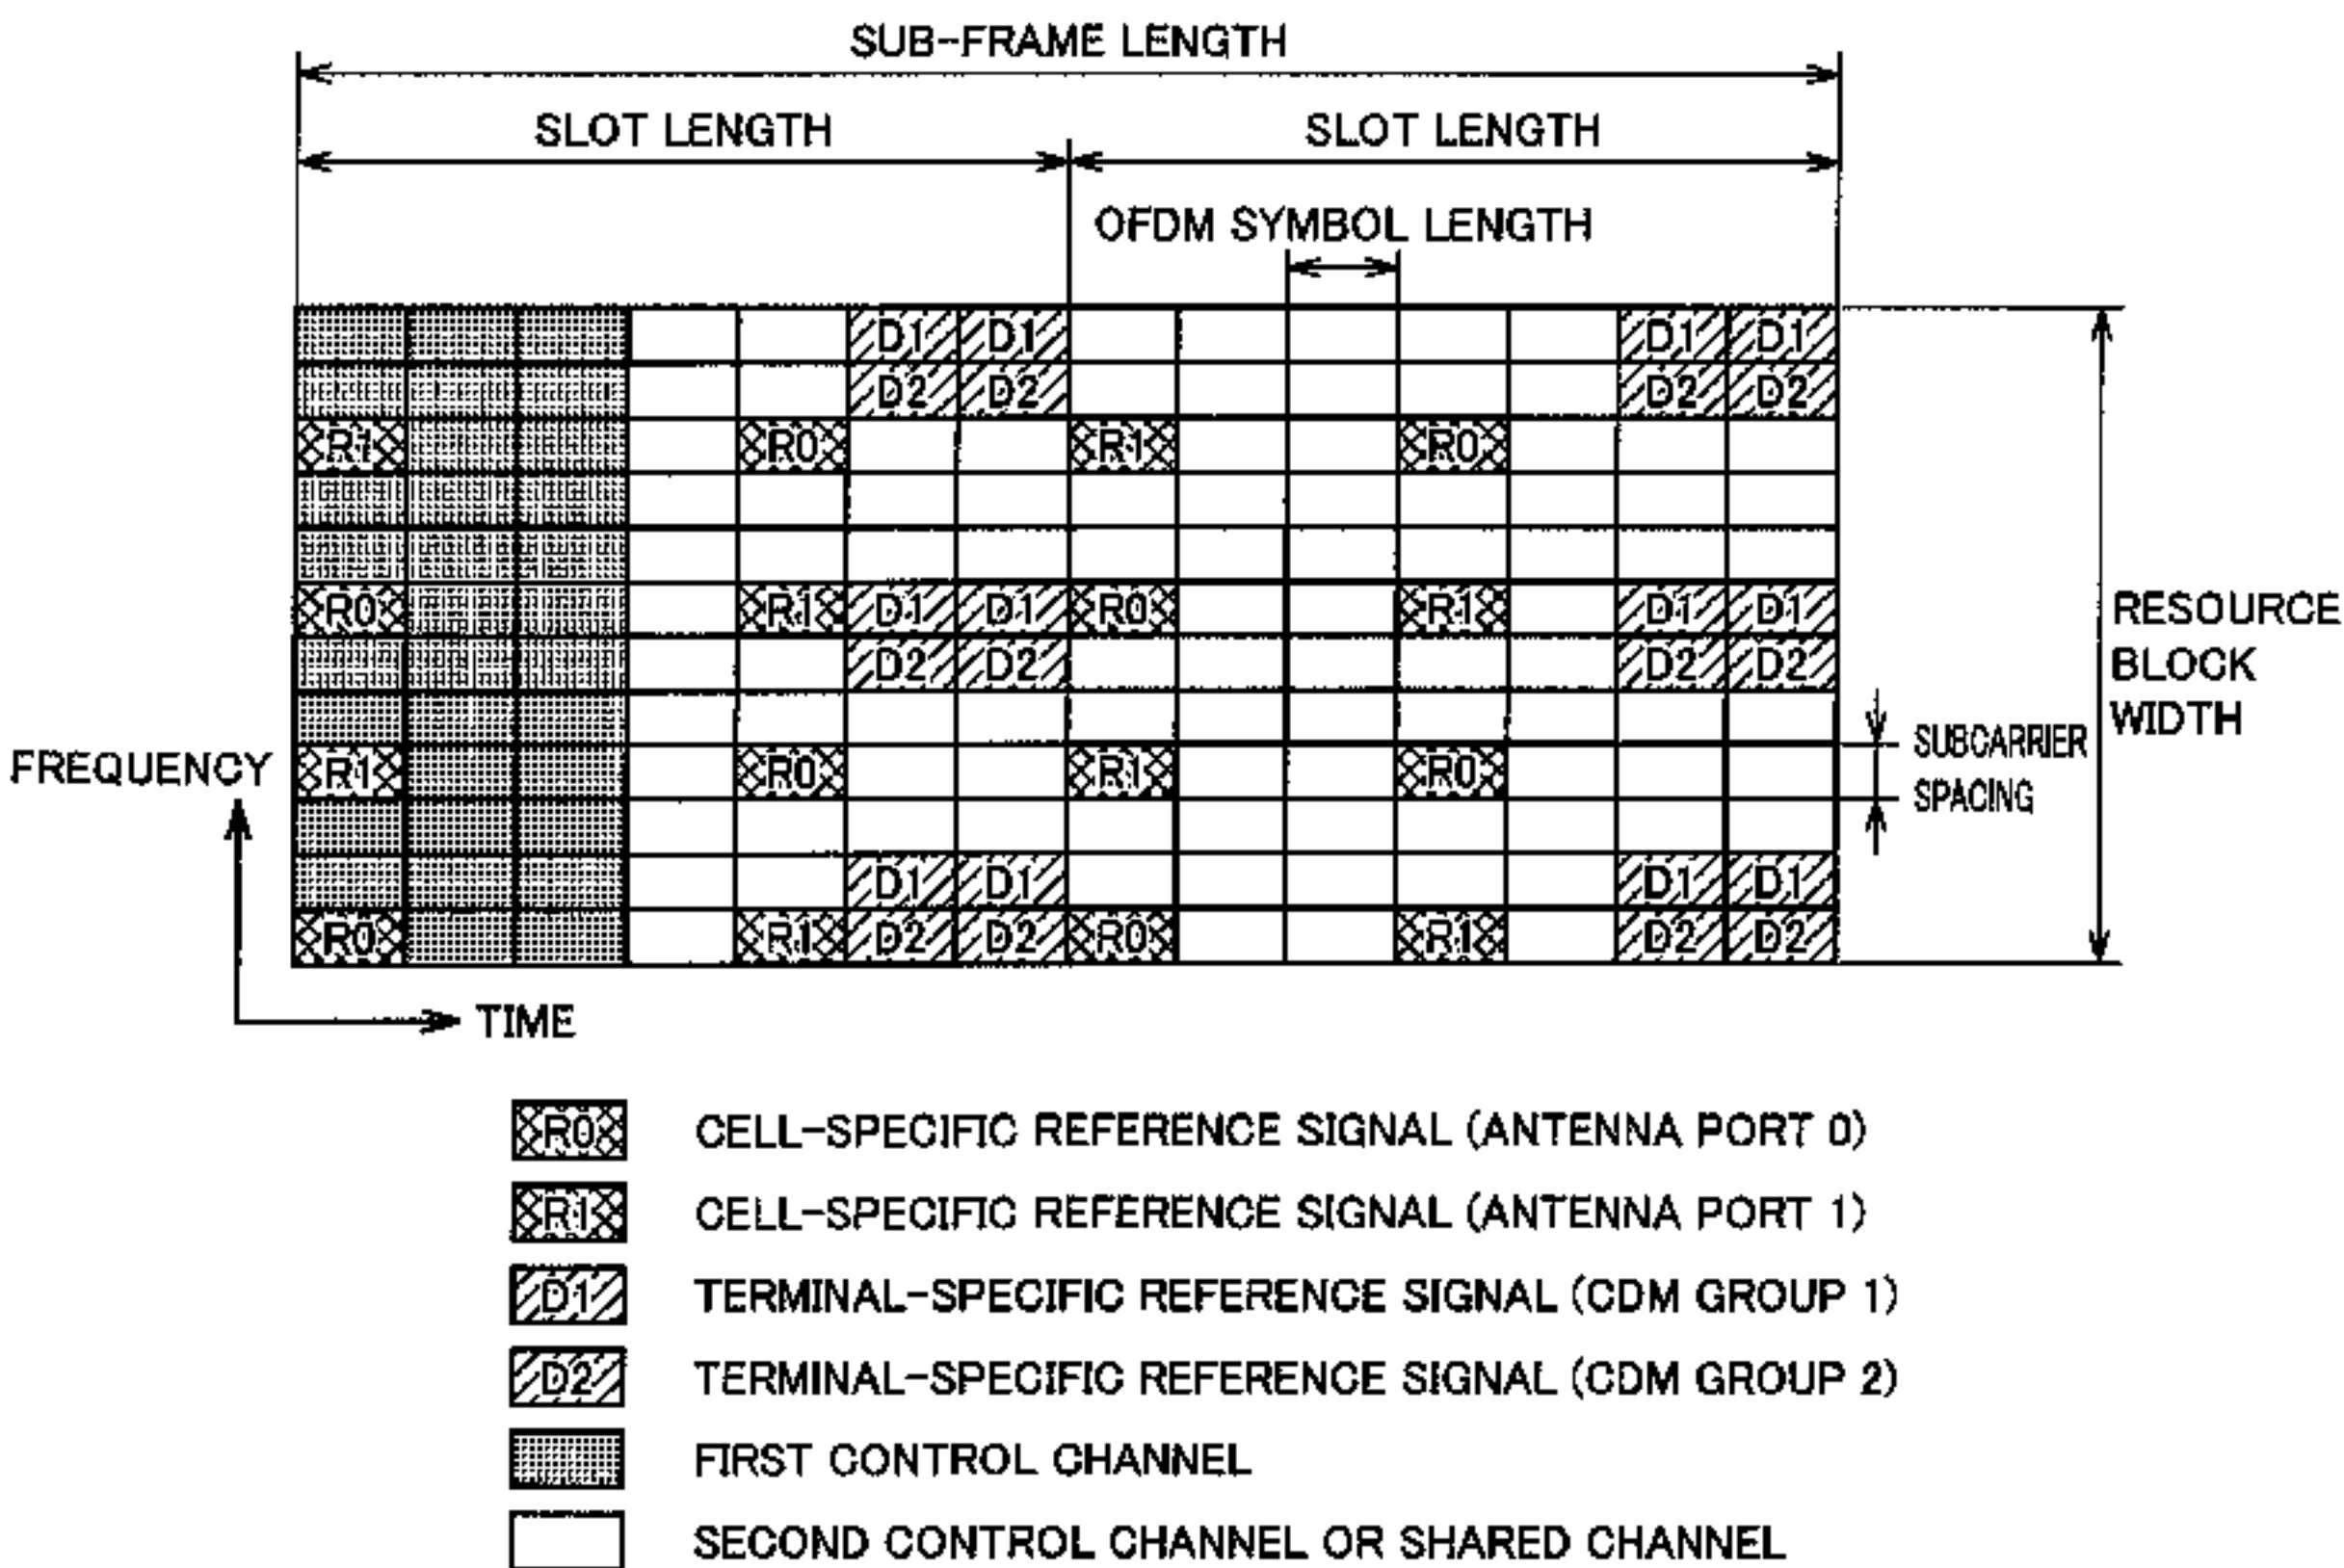 SUB-FRAME LENGTH
SLOT LENGTH SLOT LENGTH
OFDM SYMBOL LENGTH
D1 D1 D1 D1
D2 D2 D2 D2
R1 R0 R1 R0
R0 R1 D1 D1 R0 R1 D1 D1
D2 D2 D2 D2
R1 R0 R1 R0
D1 D1 D1 D1
R0 R1 D2 D2 R0 R1 D2 D2
RESOURCE
BLOCK
WIDTH
SUBCARRIER
SPACING
FREQUENCY
TIME
R0 CELL-SPECIFIC REFERENCE SIGNAL (ANTENNA PORT 0)
R1 CELL-SPECIFIC REFERENCE SIGNAL (ANTENNA PORT 1)
D1 TERMINAL-SPECIFIC REFERENCE SIGNAL (CDM GROUP 1)
D2 TERMINAL-SPECIFIC REFERENCE SIGNAL (CDM GROUP 2)
FIRST CONTROL CHANNEL
SECOND CONTROL CHANNEL OR SHARED CHANNEL